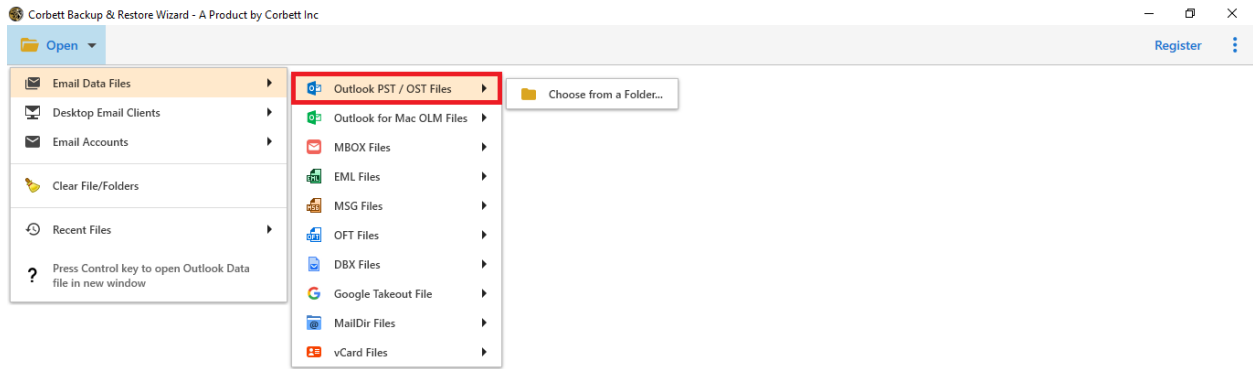 Corbett Backup & Restore Wizard - A Product by Corbett Inc
Open
Register
Email Data Files
Desktop Email Clients
Email Accounts
Clear File/Folders
Recent Files
? Press Control key to open Outlook Data
file in new window
Outlook PST / OST Files
Outlook for Mac OLM Files
MBOX Files
EML Files
MSG Files
OFT Files
DBX Files
Google Takeout File
MailDir Files
vCard Files
Choose from a Folder...